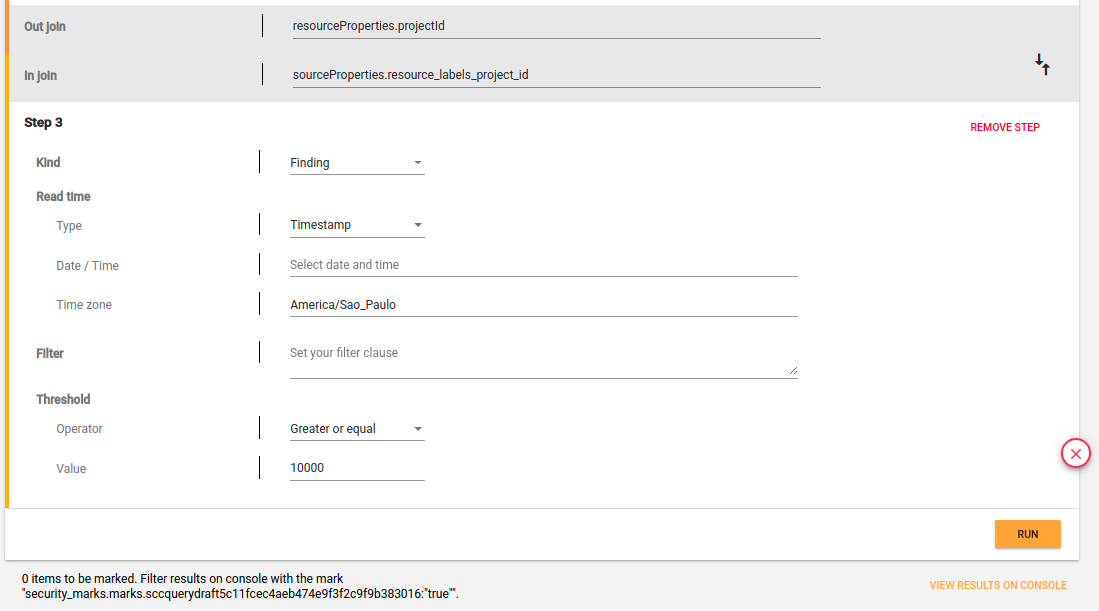 Out join
resourceProperties.projectId
In join
sourceProperties.resource_labels_project_id
Step 3
REMOVE STEP
Kind
Finding
Read time
Type
Timestamp
Date / Time
Select date and time
Time zone
America/Sao_Paulo
Filter
Set your filter clause
Threshold
Operator
Greater or equal
Value
10000
RUN
0 items to be marked. Filter results on console with the mark
"security_marks.marks.sccquerydraft5c11fcec4aeb474e9f3f2c9f9b383016:"true"".
VIEW RESULTS ON CONSOLE